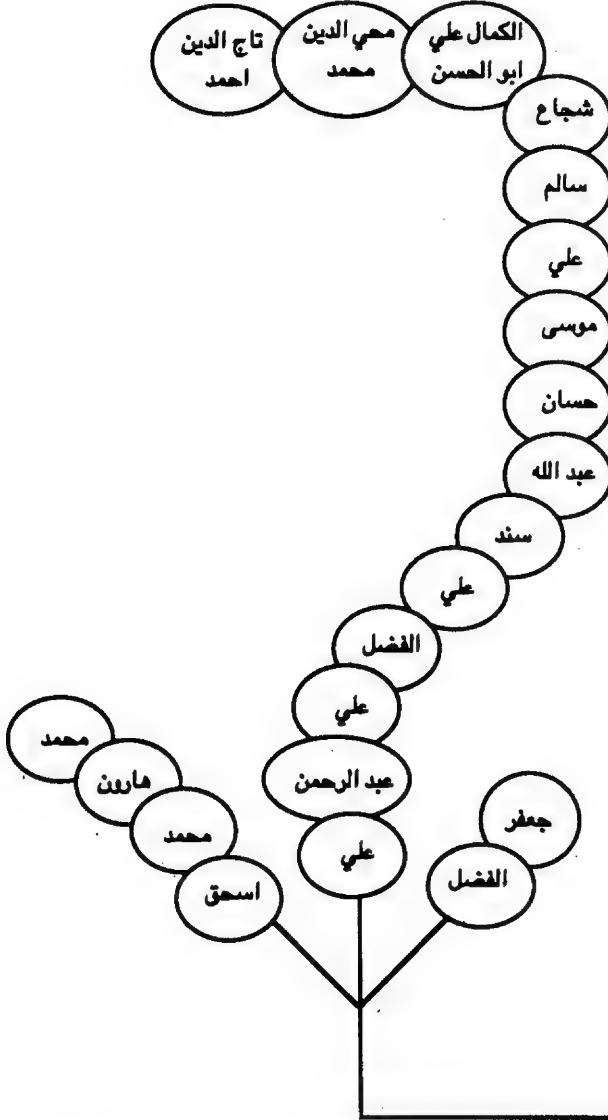 الكمال علي
ابو الحسن
محي الدين
محمد
تاج الدين
احمد
شجاع
سالم
علي
موسى
حسان
عبد الله
سند
علي
الفضل
علي
عبد الرحمن
علي
جعفر
الفضل
محمد
هارون
محمد
اسحق